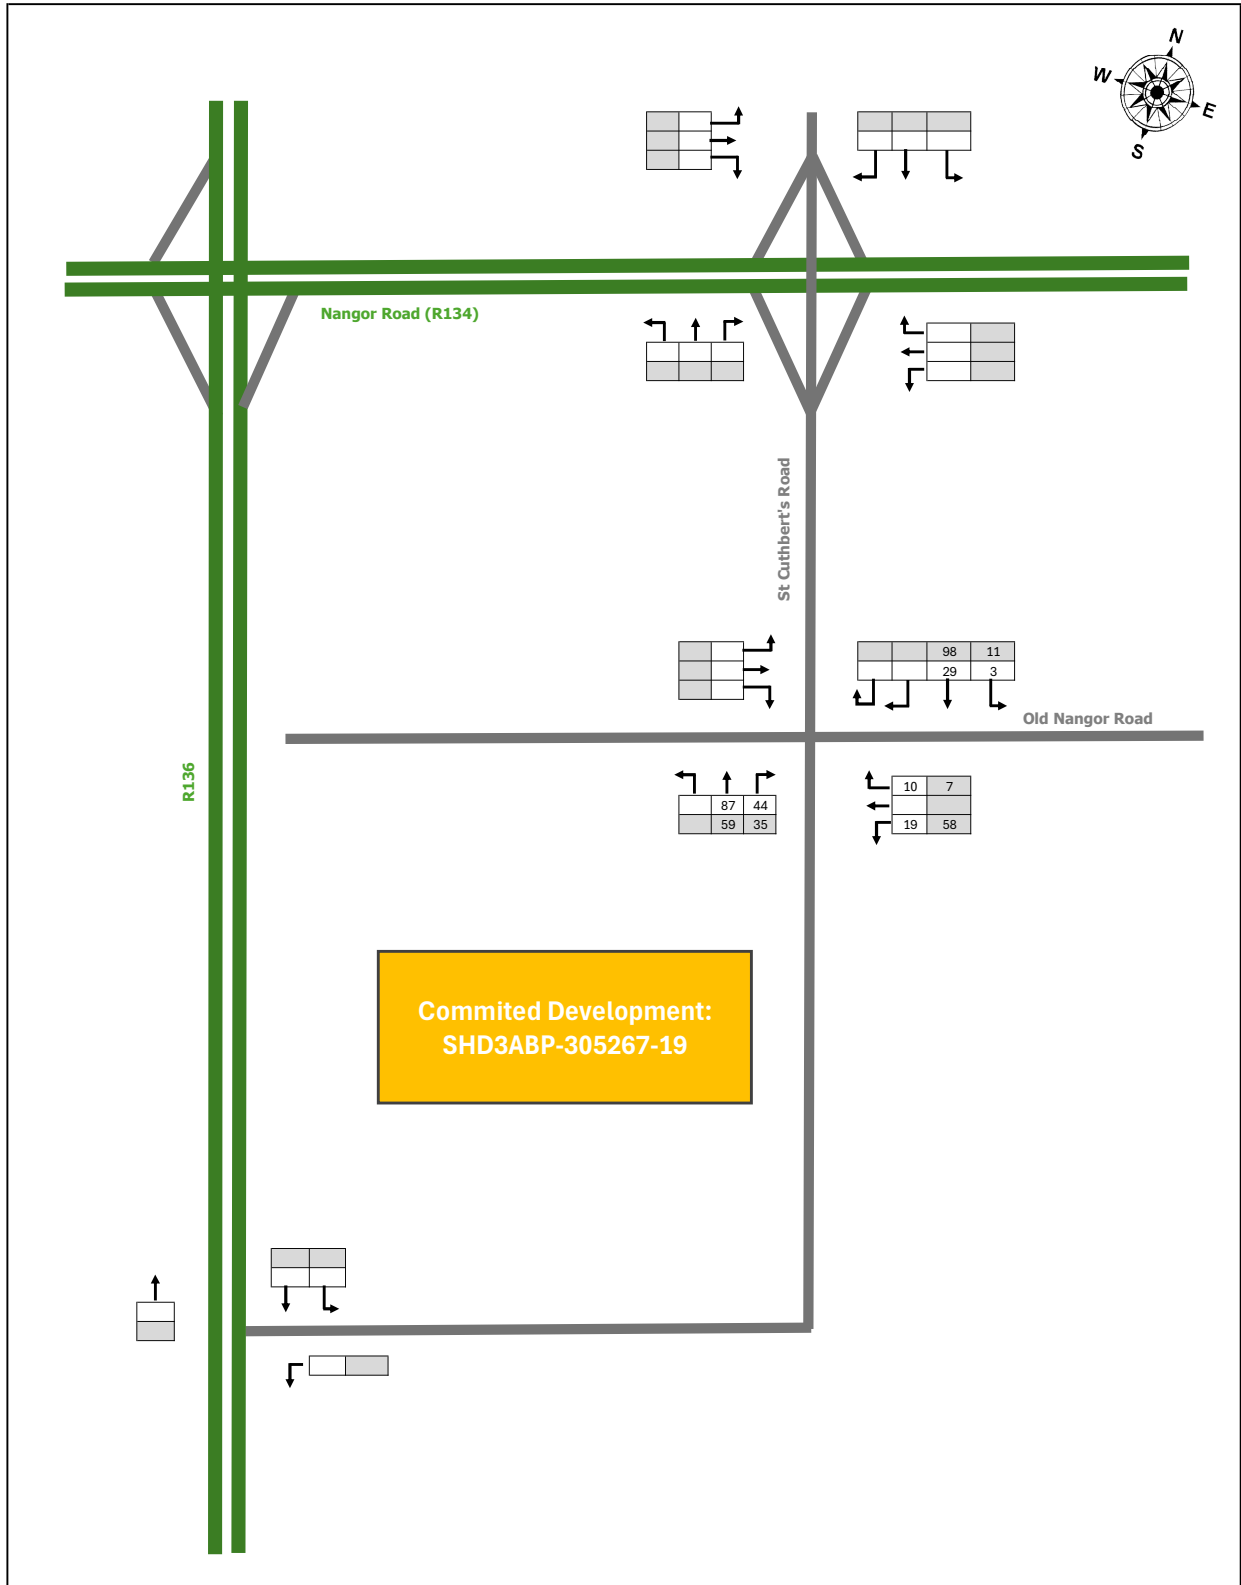 N
W
E
S
Nangor Road (R134)
St Cuthbert's Road
98 11
29 3
Old Nangor Road
R136
87 44
59 35
10 7
19 58
Commited Development:
SHD3ABP-305267-19